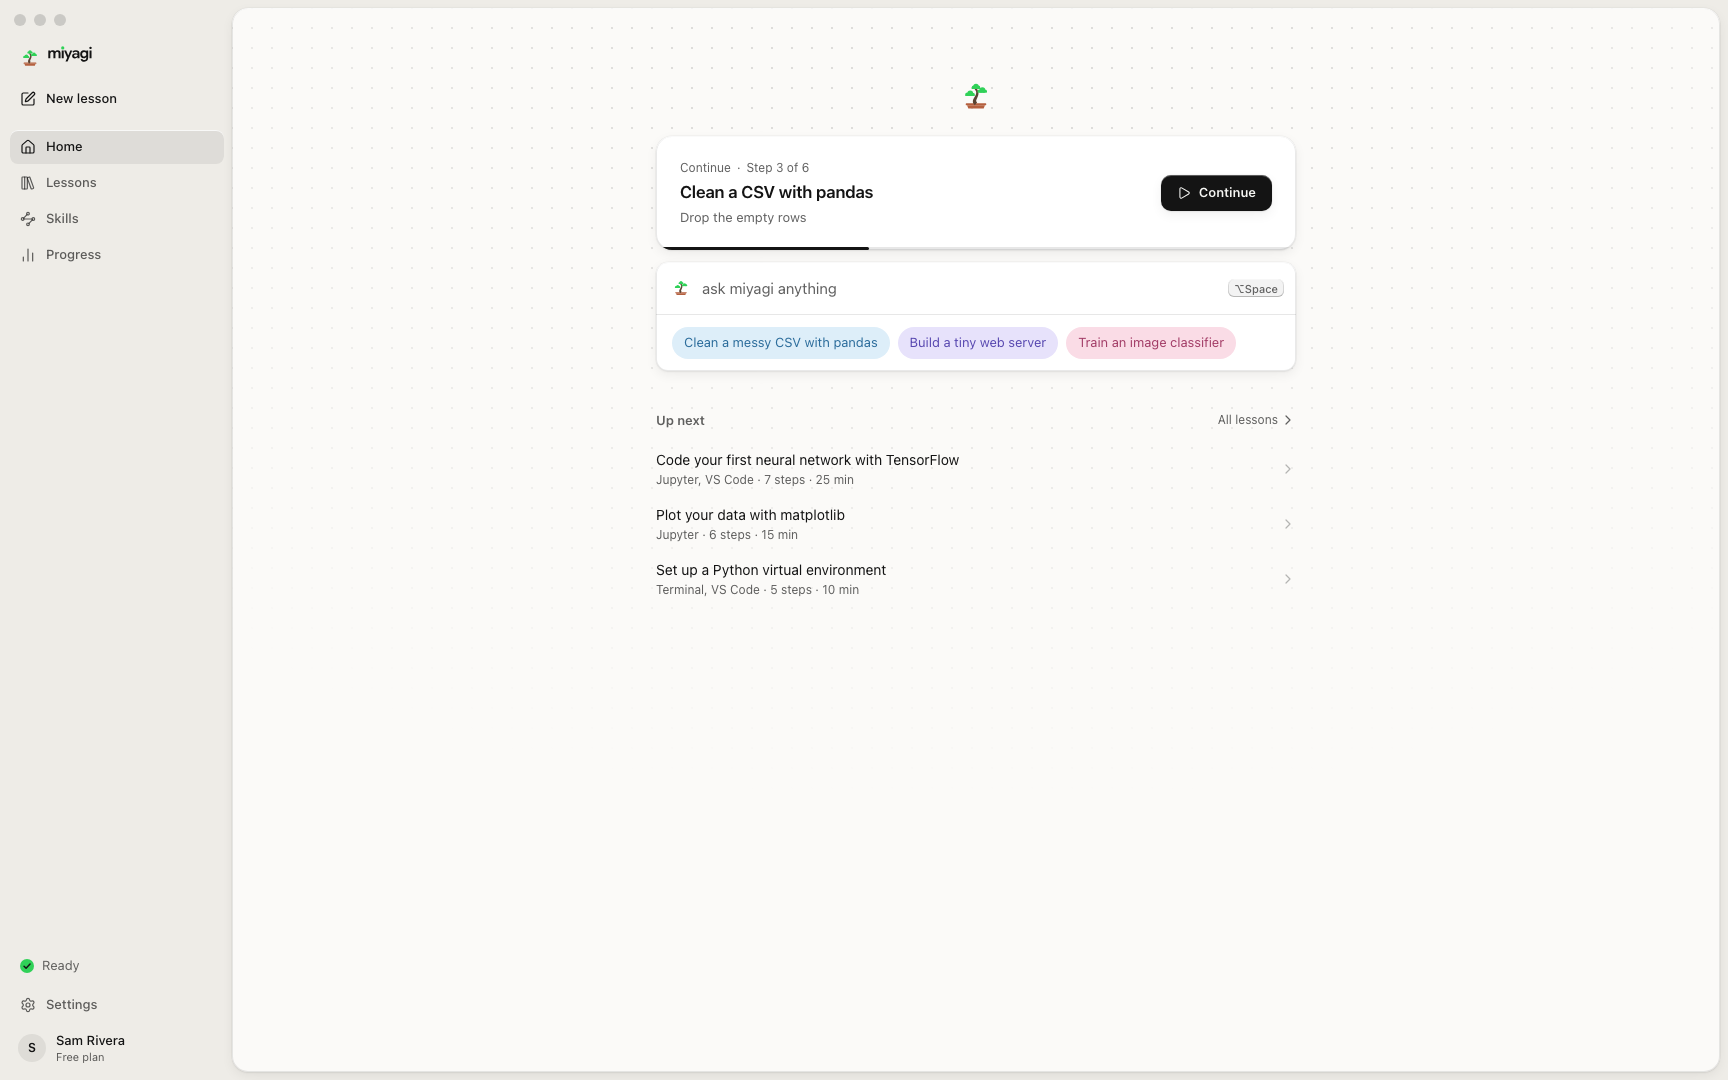 miyagi
New lesson
Home
Lessons
Skills
Progress
Ready
Settings
S
Sam Rivera
Free plan
Continue · Step 3 of 6
Clean a CSV with pandas
Drop the empty rows
Continue
ask miyagi anything
⌥Space
Clean a messy CSV with pandas
Build a tiny web server
Train an image classifier
Up next
All lessons
Code your first neural network with TensorFlow
Jupyter, VS Code · 7 steps · 25 min
Plot your data with matplotlib
Jupyter · 6 steps · 15 min
Set up a Python virtual environment
Terminal, VS Code · 5 steps · 10 min